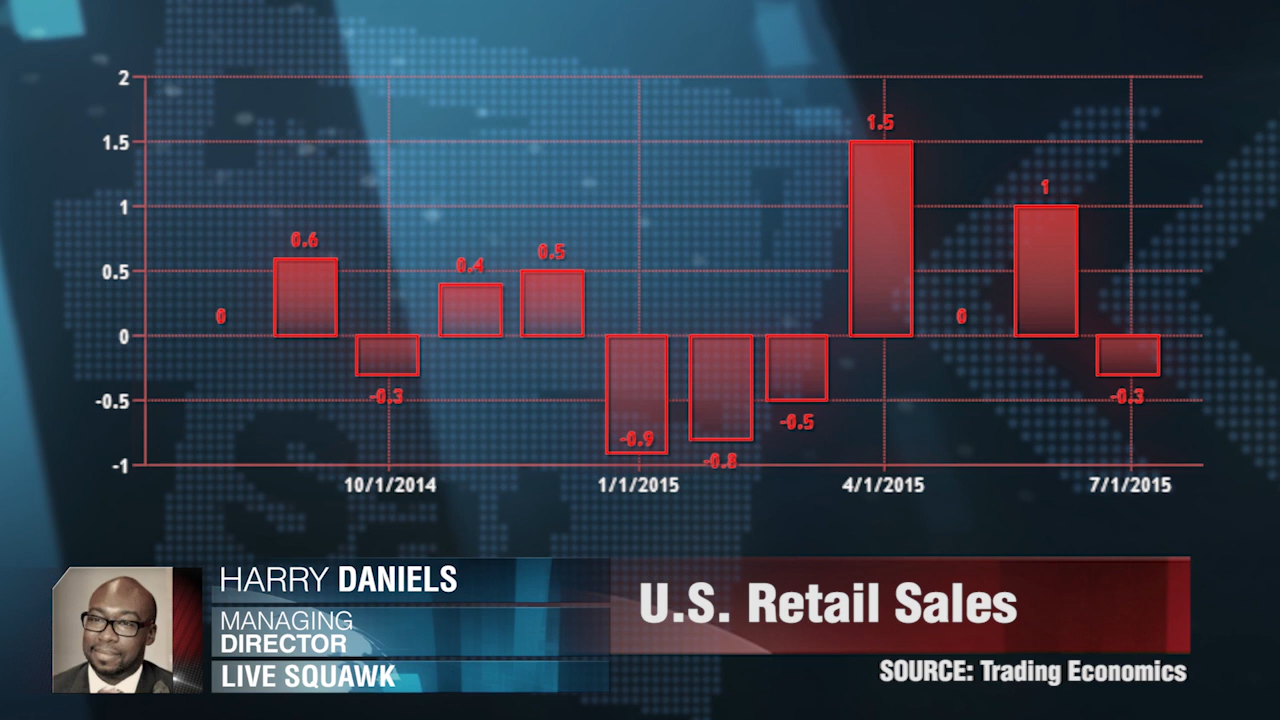 2
1.5
1.5
1
1
0.6
0.5
0.4
0.5
0
0
0
-0.3
-0.3
-0.5
-0.5
-0.9
-0.8
-1
10/1/2014 1/1/2015 4/1/2015 7/1/2015
HARRY DANIELS
MANAGING
DIRECTOR
LIVE SQUAWK
U.S. Retail Sales
SOURCE: Trading Economics